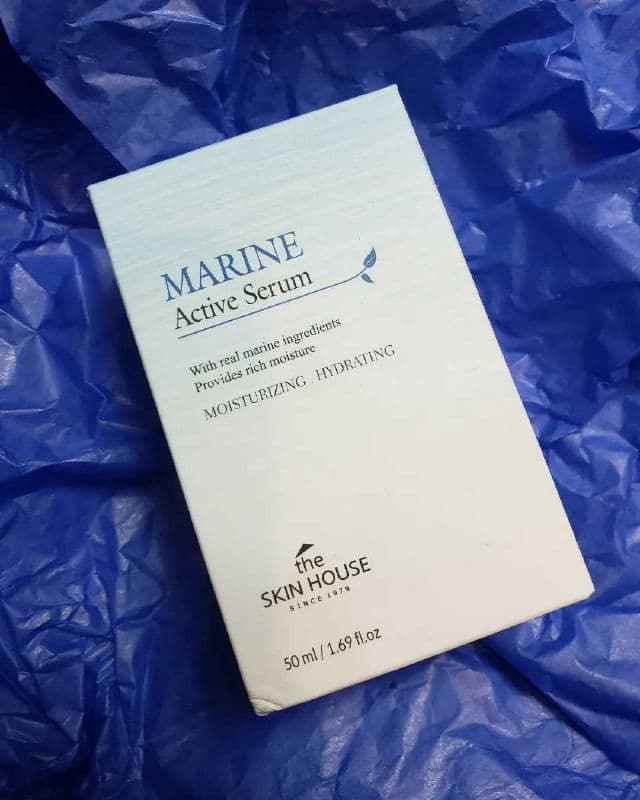 MARINE
Active Serum
With real marine ingredients
Provides rich moisture
MOISTURIZING . HYDRATING
the
SKIN HOUSE
SINCE 1979
50 ml / 1.69 fl.oz